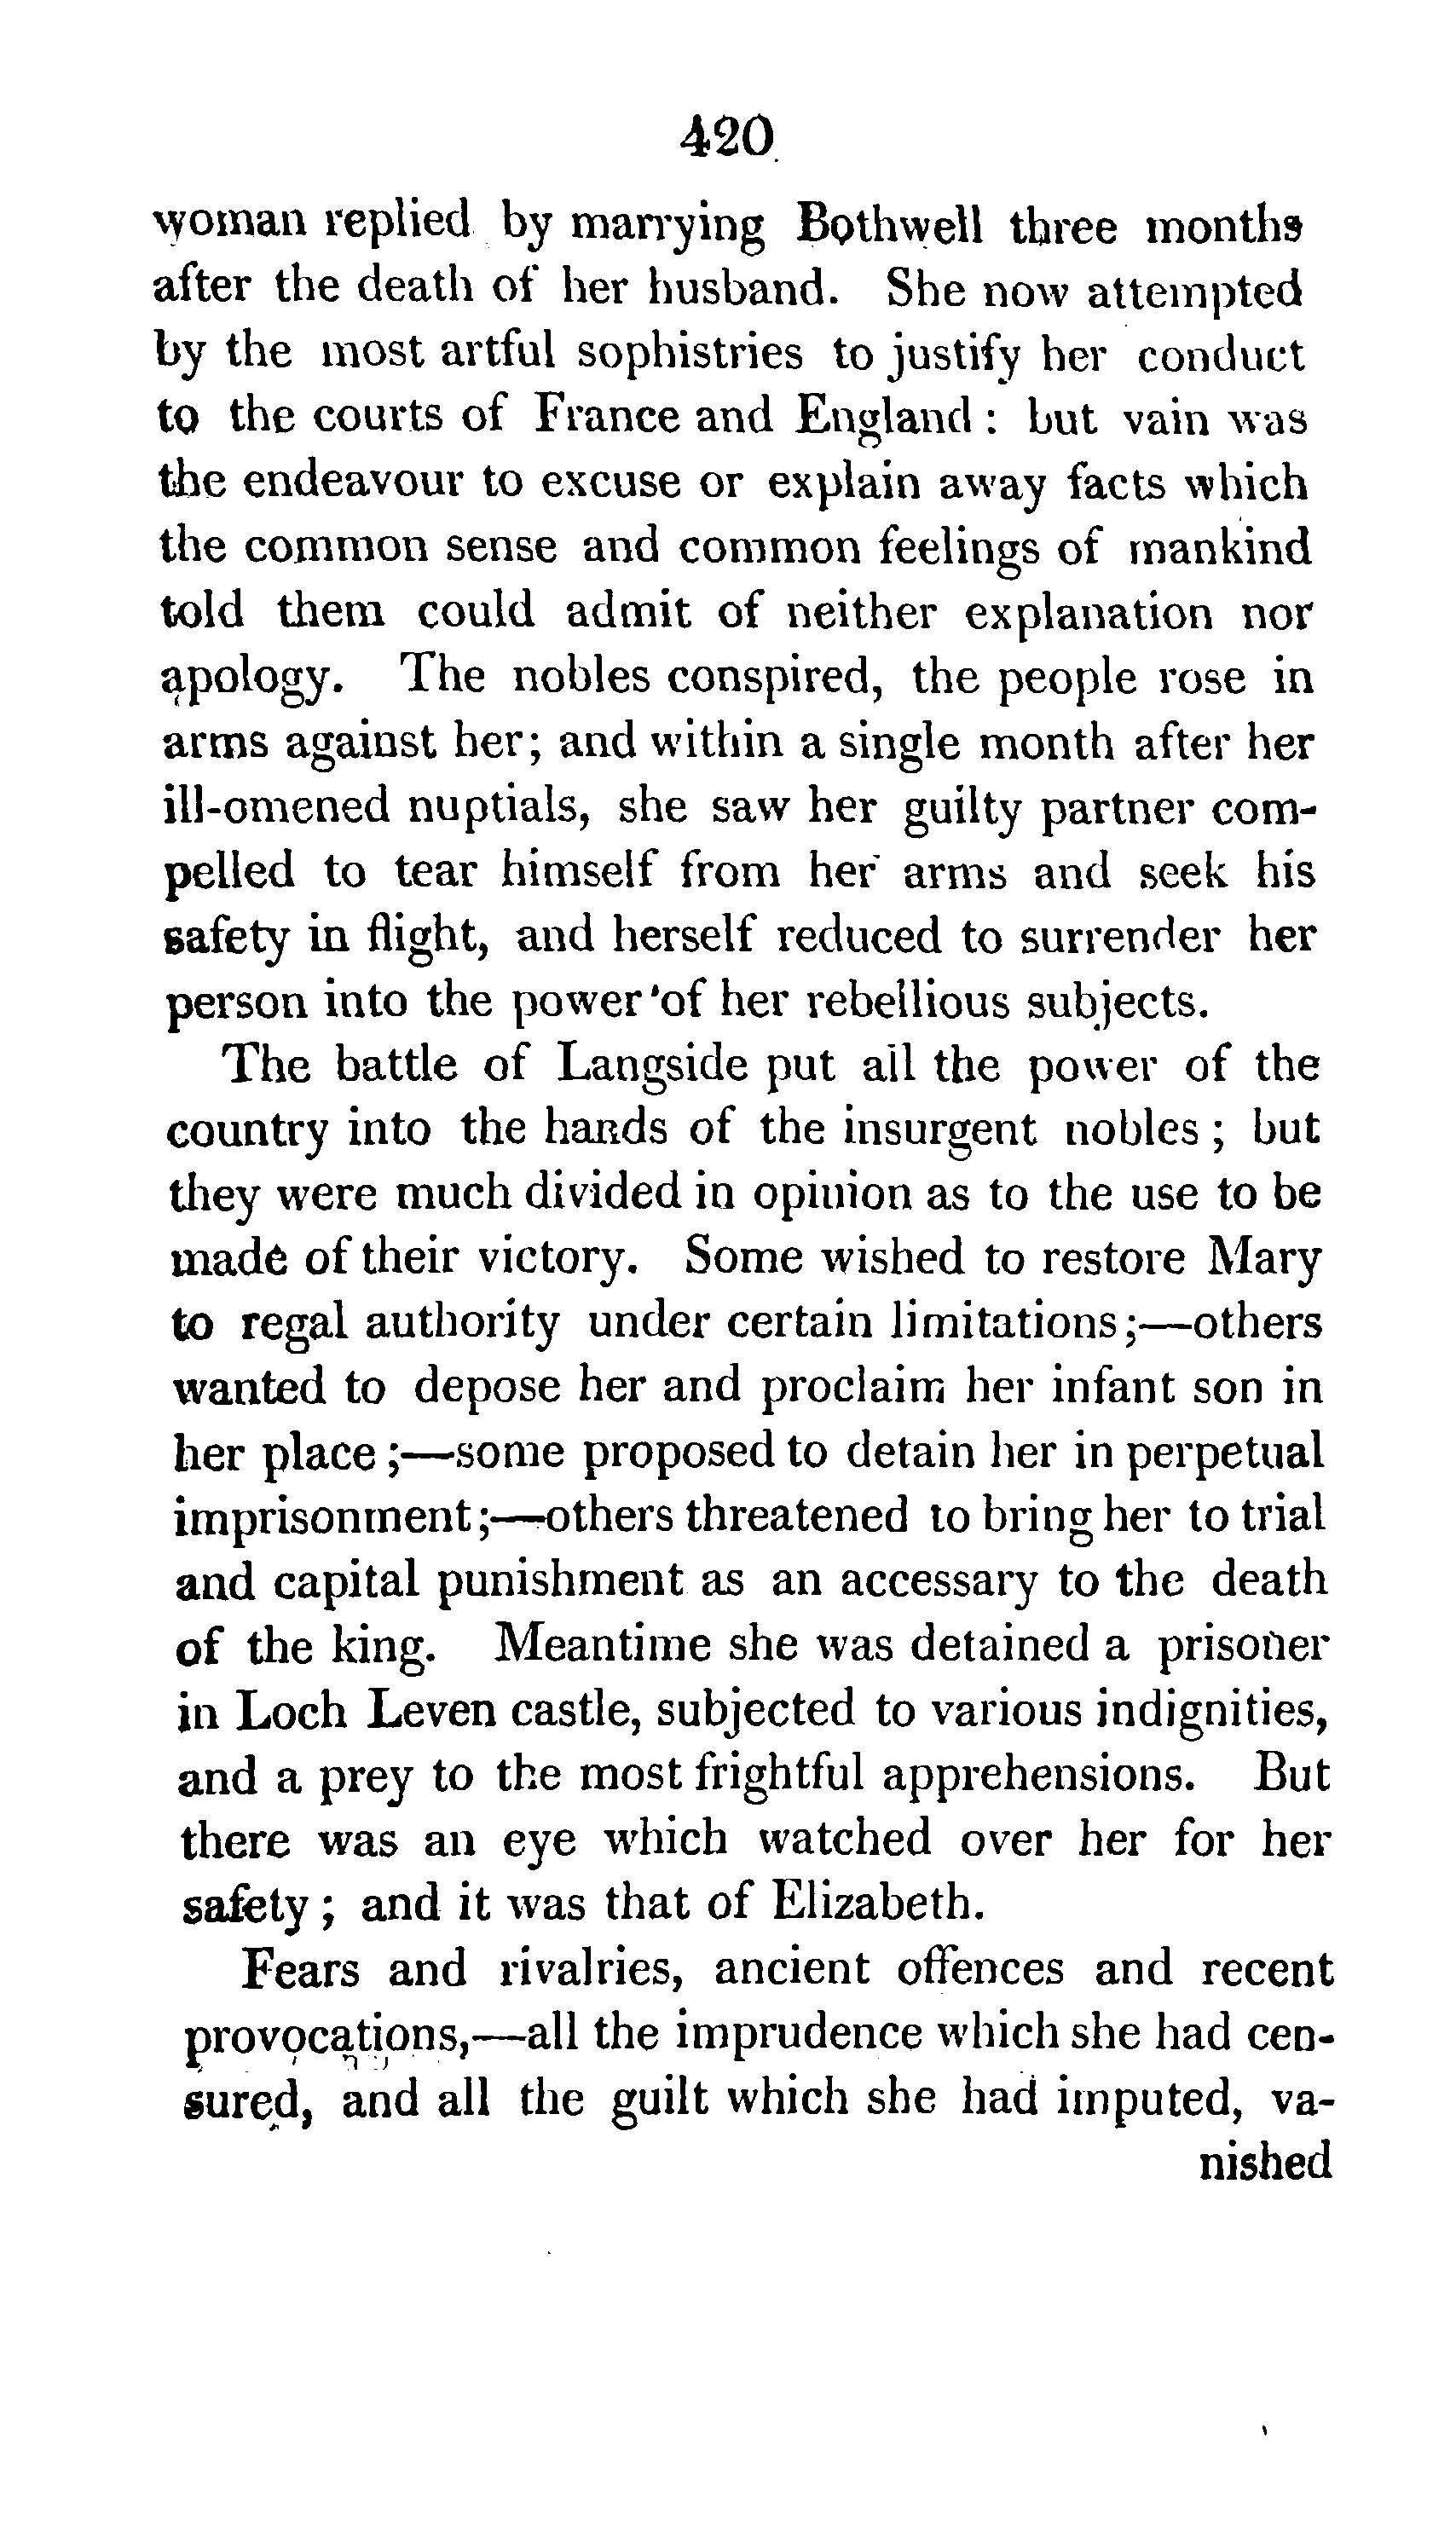 420
woman replied by marrying Bothwell three months
after the death of her husband. She now attempted
by the most artful sophistries to justify her conduct
to the courts of France and England : but vain was
the endeavour to excuse or explain away facts which
the common sense and common feelings of mankind
told them could admit of neither explanation nor
apology. The nobles conspired, the people rose in
arms against her; and within a single month after her
ill-omened nuptials, she saw her guilty partner com-
pelled to tear himself from her arms and seek his
safety in flight, and herself reduced to surrender her
person into the power of her rebellious subjects.
The battle of Langside put all the power of the
country into the hands of the insurgent nobles ; but
they were much divided in opinion as to the use to be
made of their victory. Some wished to restore Mary
to regal authority under certain limitations ;—others
wanted to depose her and proclaim her infant son in
her place ;—some proposed to detain her in perpetual
imprisonment ;—others threatened to bring her to trial
and capital punishment as an accessary to the death
of the king. Meantime she was detained a prisoner
in Loch Leven castle, subjected to various indignities,
and a prey to the most frightful apprehensions. But
there was an eye which watched over her for her
safety ; and it was that of Elizabeth.
Fears and rivalries, ancient offences and recent
provocations,—all the imprudence which she had cen-
sured, and all the guilt which she had imputed, va-
nished